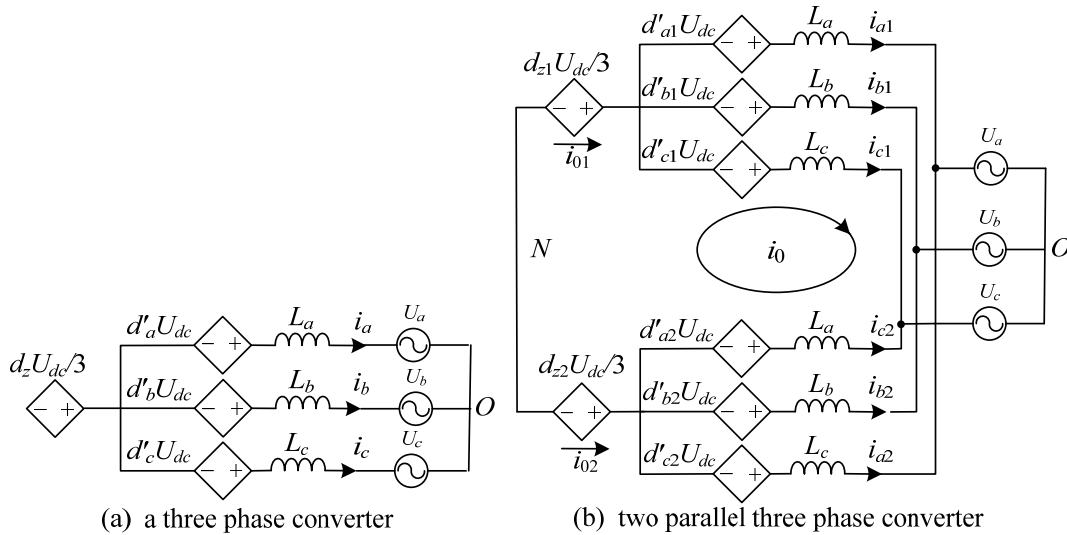 d'a1Udc La ia1
dz1Udc/3
d'b1Udc Lb ib1
i01
d'c1Udc Lc ic1
Ua
N
i0
Ub
O
Uc
d'a2Udc La ic2
dz2Udc/3
d'b2Udc Lb ib2
i02
d'c2Udc Lc ia2
d'aUdc La ia Ua
dzUdc/3
d'bUdc Lb ib Ub
O
d'cUdc Lc ic Uc
(a) a three phase converter
(b) two parallel three phase converter